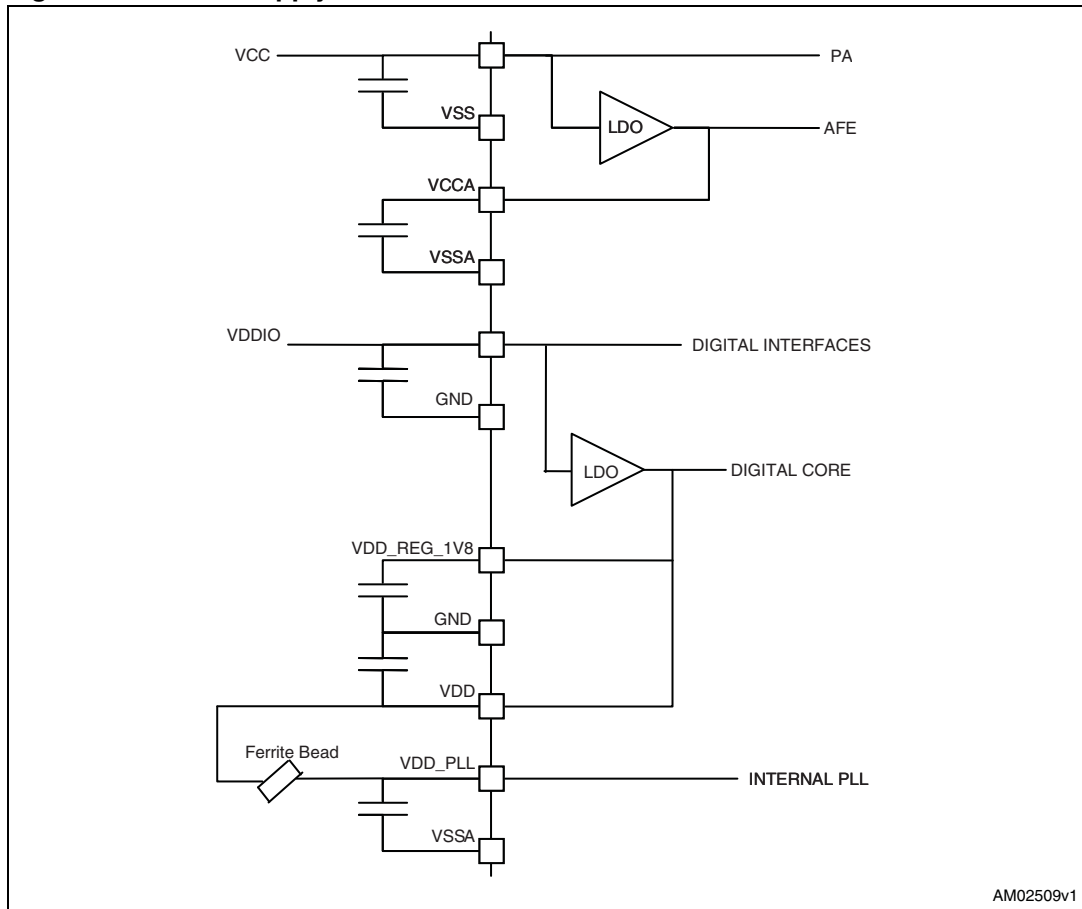 VCC
PA
VSS
LDO
AFE
VCCA
VSSA
VDDIO
DIGITAL INTERFACES
GND
LDO
DIGITAL CORE
VDD_REG_1V8
GND
VDD
Ferrite Bead
VDD_PLL
INTERNAL PLL
VSSA
AM02509v1